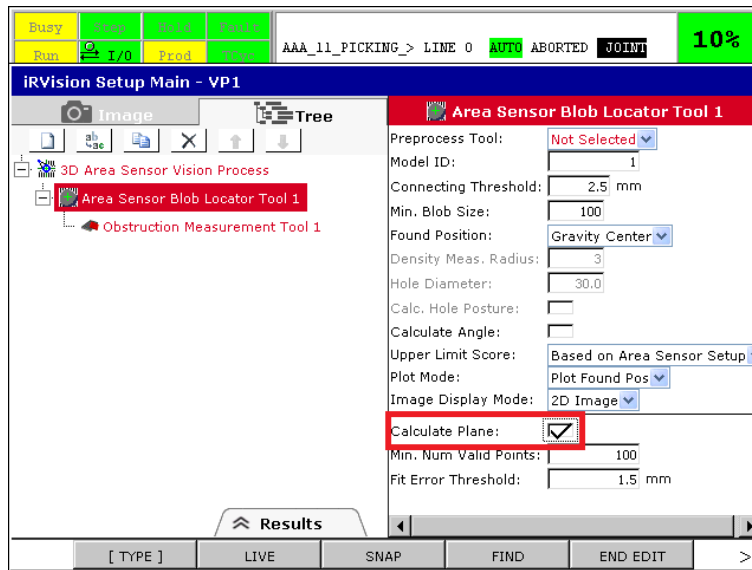 Busy Step Hold Fault
Run I/O Prod TCyc
AAA_11_PICKING_> LINE 0 AUTO ABORTED JOINT
10%
iRVision Setup Main - VP1
Image
Tree
ab
ac
3D Area Sensor Vision Process
Area Sensor Blob Locator Tool 1
Obstruction Measurement Tool 1
Area Sensor Blob Locator Tool 1
Preprocess Tool: Not Selected
Model ID: 1
Connecting Threshold: 2.5 mm
Min. Blob Size: 100
Found Position: Gravity Center
Density Meas. Radius: 3
Hole Diameter: 30.0
Calc. Hole Posture:
Calculate Angle:
Upper Limit Score: Based on Area Sensor Setup
Plot Mode: Plot Found Pos
Image Display Mode: 2D Image
Calculate Plane:
Min. Num Valid Points: 100
Fit Error Threshold: 1.5 mm
Results
[ TYPE ] LIVE SNAP FIND END EDIT >